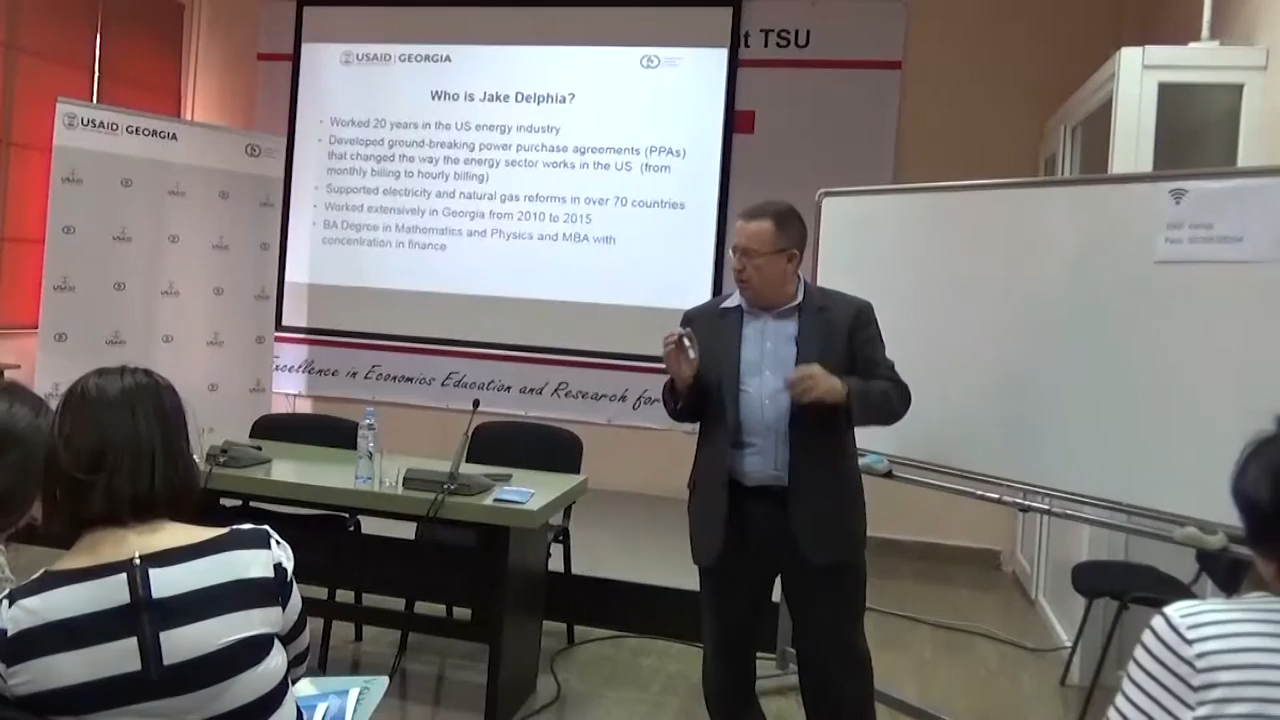 t TSU
USAID | GEORGIA
Who is Jake Delphia?
• Worked 20 years in the US energy industry
• Developed ground-breaking power purchase agreements (PPAs)
that changed the way the energy sector works in the US (from
monthly billing to hourly billing)
• Supported electricity and natural gas reforms in over 70 countries
• Worked extensively in Georgia from 2010 to 2015
• BA Degree in Mathematics and Physics and MBA with
concentration in finance
USAID | GEORGIA
Excellence in Economics Education and Research for